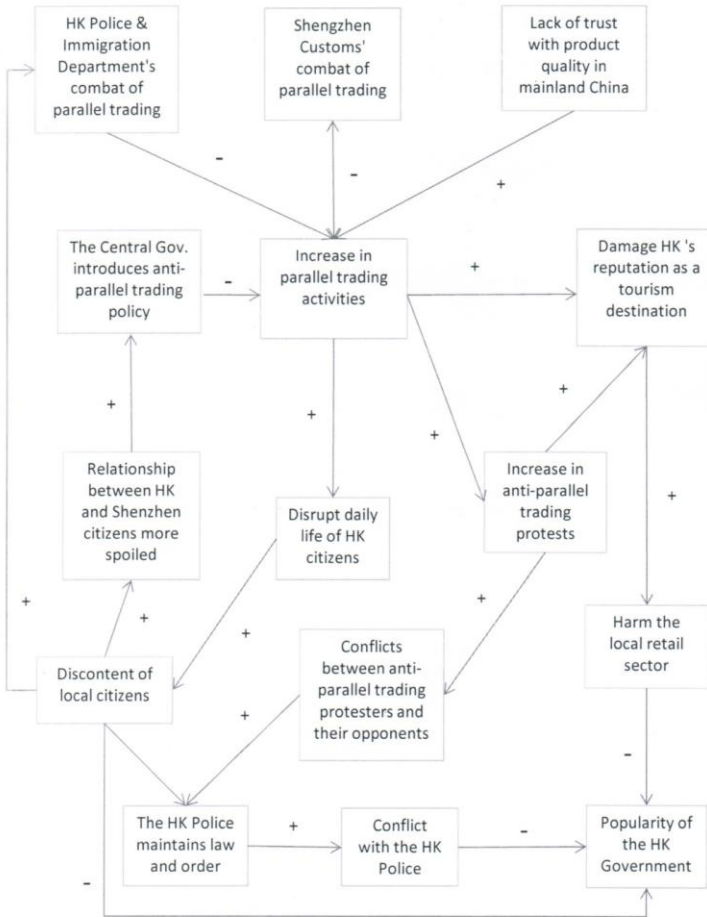 HK Police &
Immigration
Department's
combat of
parallel trading
Shengzhen
Customs'
combat of
parallel trading
Lack of trust
with product
quality in
mainland China
-
-
+
The Central Gov.
introduces anti-
parallel trading
policy
-
Increase in
parallel trading
activities
+
Damage HK 's
reputation as a
tourism
destination
+
+
+
+
Relationship
between HK
and Shenzhen
citizens more
spoiled
Disrupt daily
life of HK
citizens
Increase in
anti-parallel
trading
protests
+
+
+
+
+
Discontent of
local citizens
+
Conflicts
between anti-
parallel trading
protesters and
their opponents
Harm the
local retail
sector
-
The HK Police
maintains law
and order
+
Conflict
with the HK
Police
-
Popularity of
the HK
Government
-